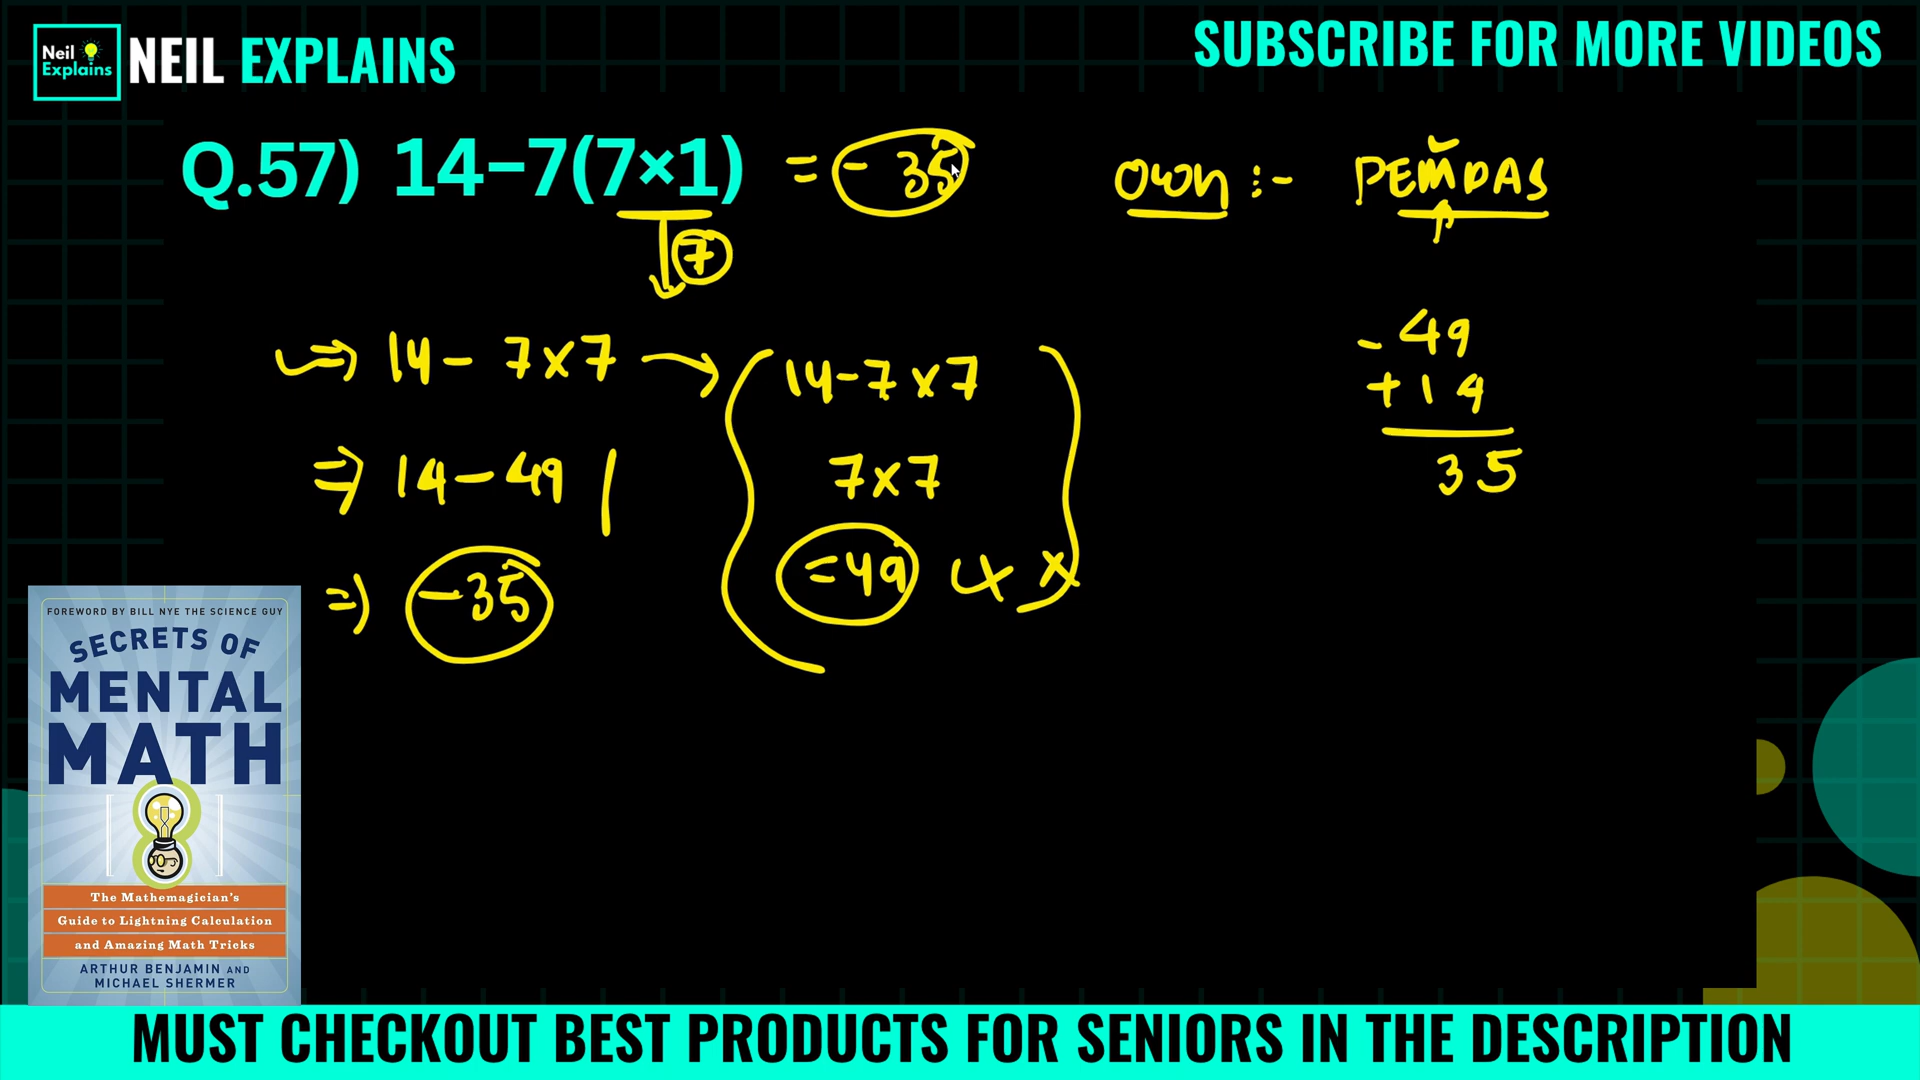 Neil
Explains
NEIL EXPLAINS
SUBSCRIBE FOR MORE VIDEOS
Q.57) 14−7(7×1) = -35
7
OWN :- PEMDAS
⇒ 14 - 7×7 → 14-7×7
⇒ 14-49 | 7×7
⇒ -35 =49
-49
+14
35
FOREWORD BY BILL NYE THE SCIENCE GUY
SECRETS OF
MENTAL
MATH
The Mathemagician's
Guide to Lightning Calculation
and Amazing Math Tricks
ARTHUR BENJAMIN AND
MICHAEL SHERMER
MUST CHECKOUT BEST PRODUCTS FOR SENIORS IN THE DESCRIPTION